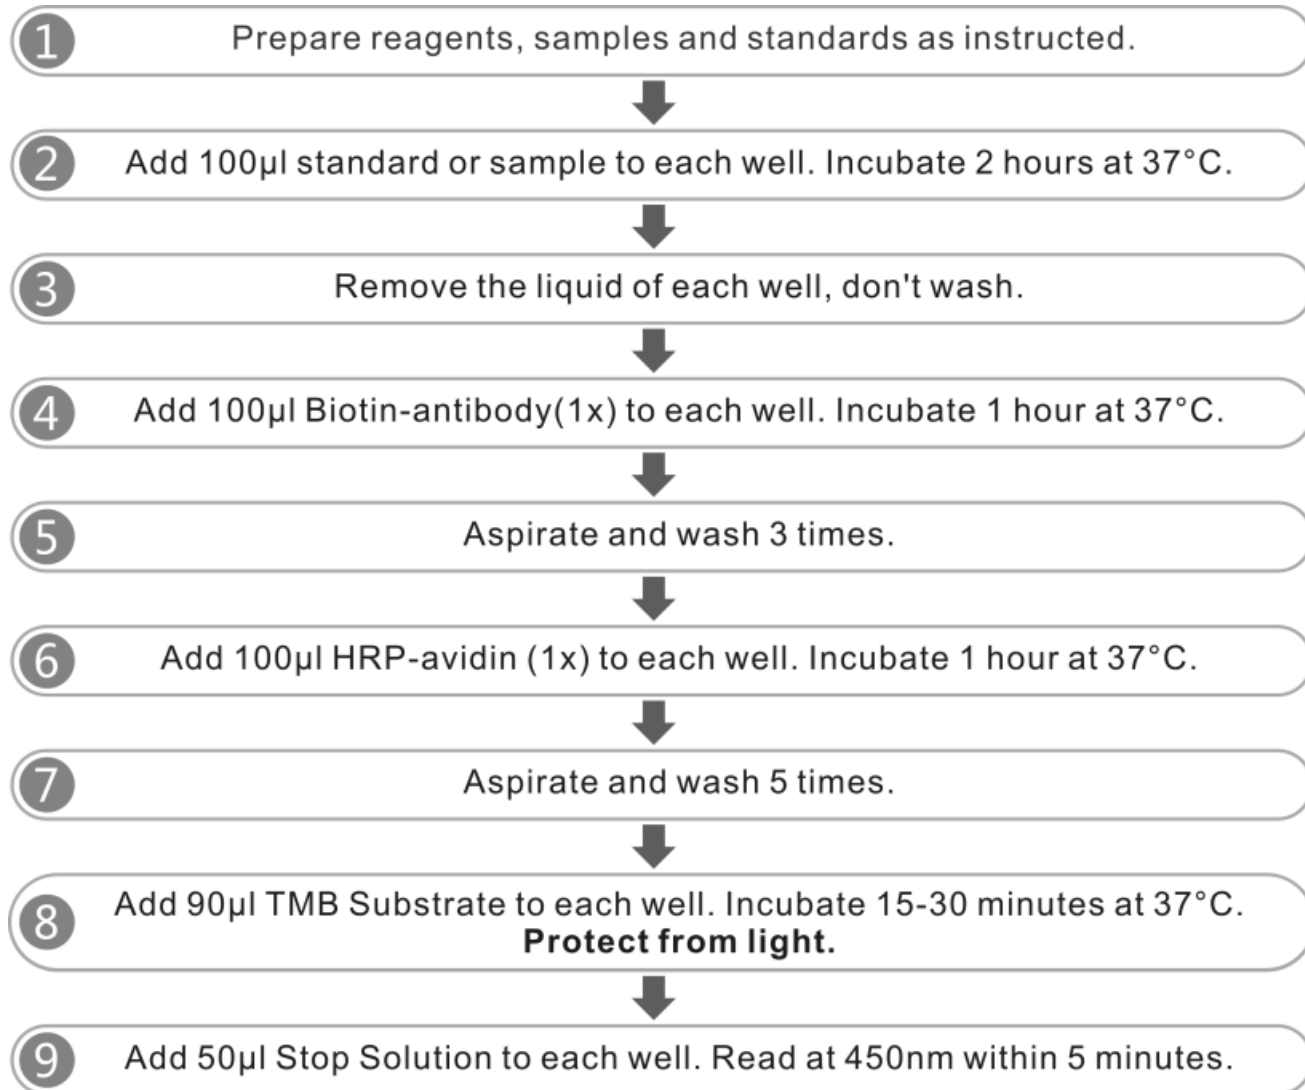 1 Prepare reagents, samples and standards as instructed.
2 Add 100µl standard or sample to each well. Incubate 2 hours at 37°C.
3 Remove the liquid of each well, don't wash.
4 Add 100µl Biotin-antibody(1x) to each well. Incubate 1 hour at 37°C.
5 Aspirate and wash 3 times.
6 Add 100µl HRP-avidin (1x) to each well. Incubate 1 hour at 37°C.
7 Aspirate and wash 5 times.
8 Add 90µl TMB Substrate to each well. Incubate 15-30 minutes at 37°C.
Protect from light.
9 Add 50µl Stop Solution to each well. Read at 450nm within 5 minutes.